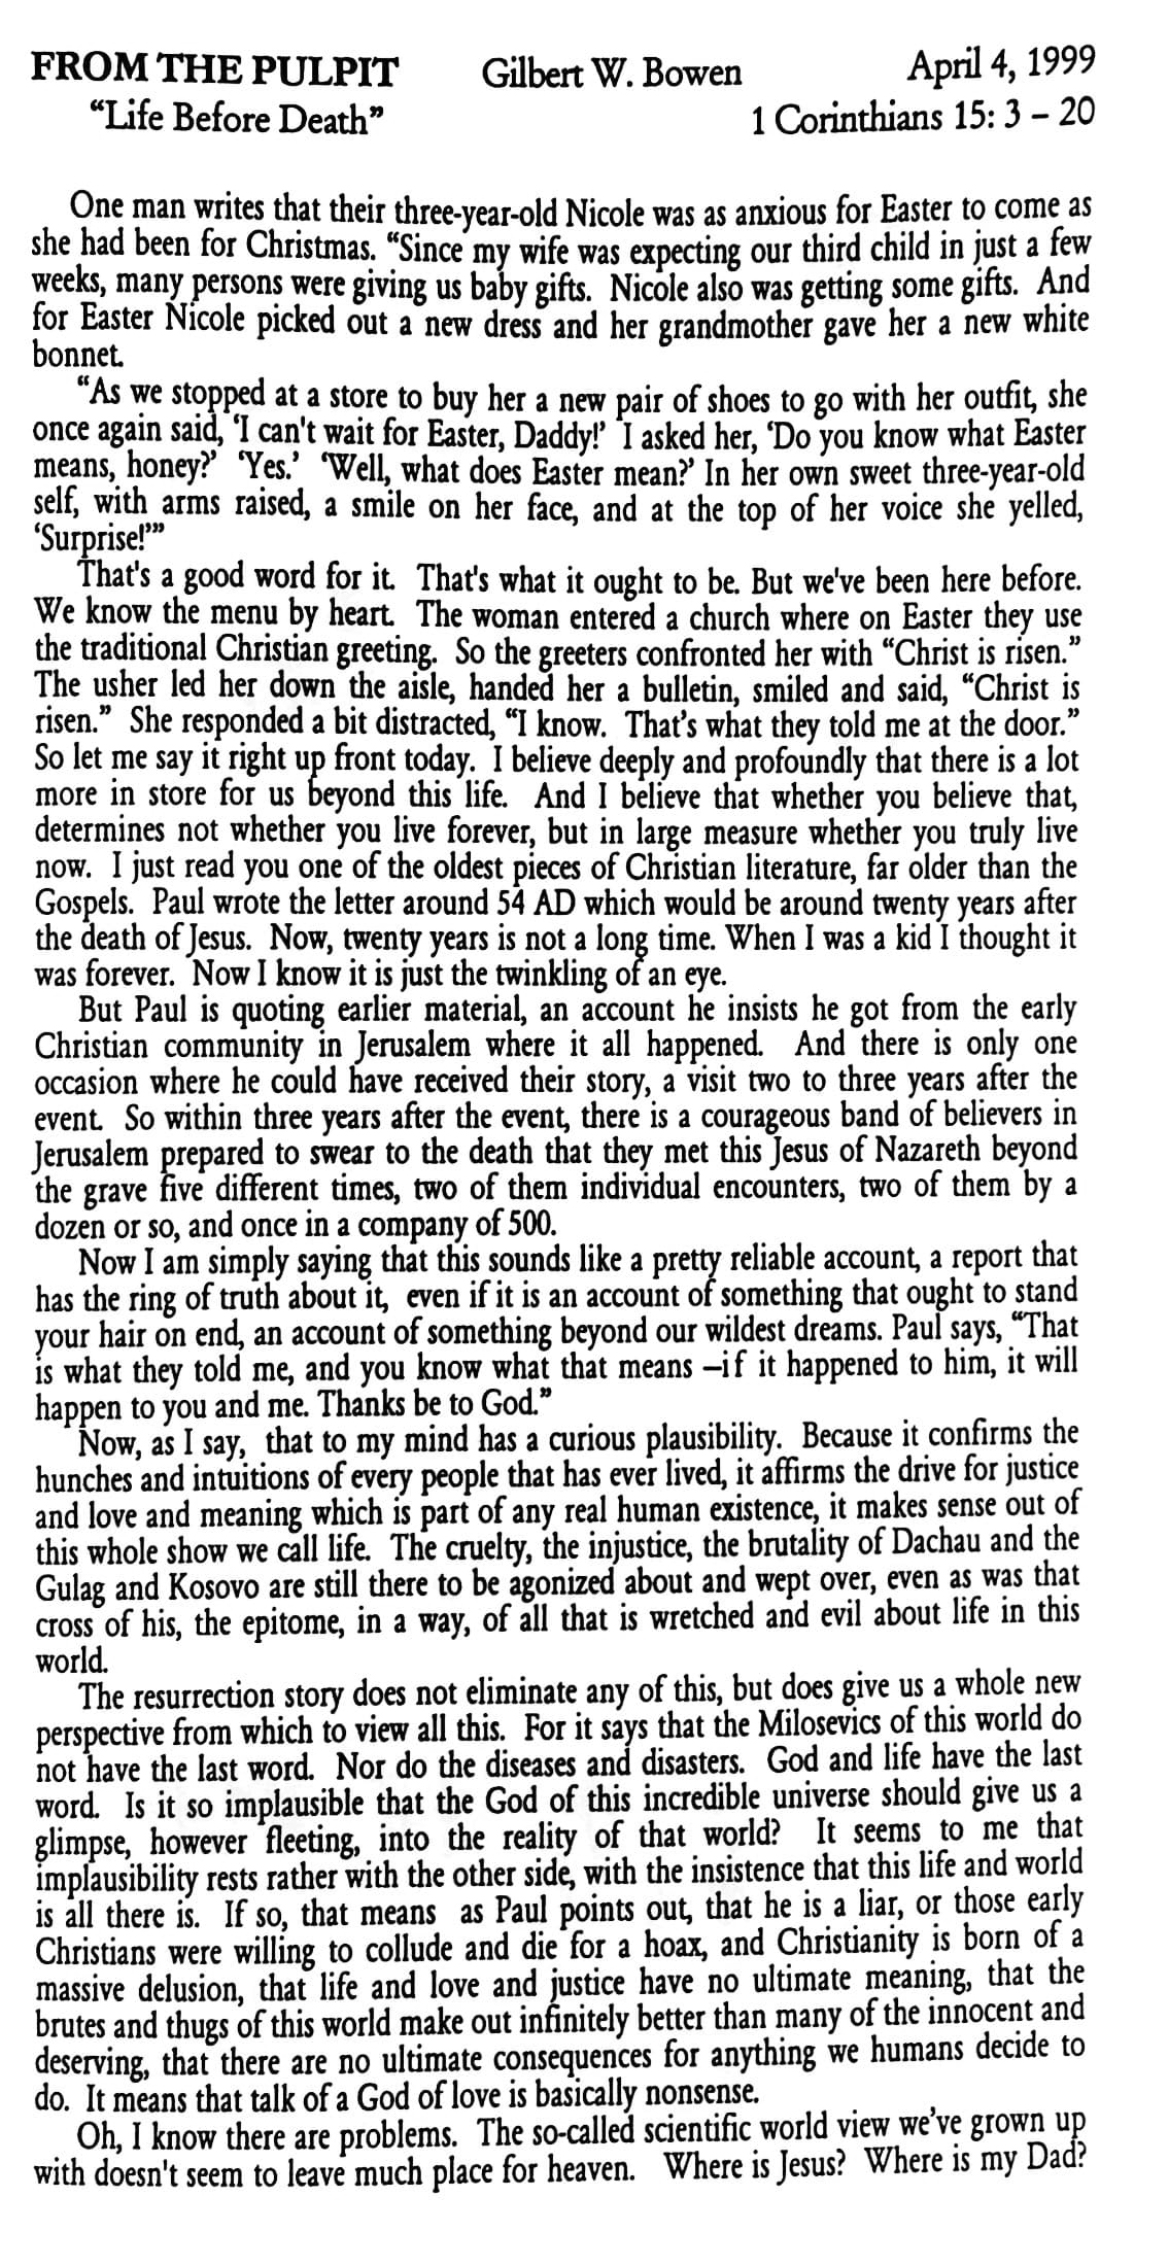 FROM THE PULPIT Gilbert W. Bowen April 4, 1999
“Life Before Death” 1 Corinthians 15: 3 – 20
One man writes that their three-year-old Nicole was as anxious for Easter to come as
she had been for Christmas. “Since my wife was expecting our third child in just a few
weeks, many persons were giving us baby gifts. Nicole also was getting some gifts. And
for Easter Nicole picked out a new dress and her grandmother gave her a new white
bonnet.
“As we stopped at a store to buy her a new pair of shoes to go with her outfit, she
once again said, ‘I can't wait for Easter, Daddy!’ I asked her, ‘Do you know what Easter
means, honey?’ ‘Yes.’ ‘Well, what does Easter mean?’ In her own sweet three-year-old
self, with arms raised, a smile on her face, and at the top of her voice she yelled,
‘Surprise!’”
That's a good word for it. That's what it ought to be. But we've been here before.
We know the menu by heart. The woman entered a church where on Easter they use
the traditional Christian greeting. So the greeters confronted her with “Christ is risen.”
The usher led her down the aisle, handed her a bulletin, smiled and said, “Christ is
risen.” She responded a bit distracted, “I know. That’s what they told me at the door.”
So let me say it right up front today. I believe deeply and profoundly that there is a lot
more in store for us beyond this life. And I believe that whether you believe that,
determines not whether you live forever, but in large measure whether you truly live
now. I just read you one of the oldest pieces of Christian literature, far older than the
Gospels. Paul wrote the letter around 54 AD which would be around twenty years after
the death of Jesus. Now, twenty years is not a long time. When I was a kid I thought it
was forever. Now I know it is just the twinkling of an eye.
But Paul is quoting earlier material, an account he insists he got from the early
Christian community in Jerusalem where it all happened. And there is only one
occasion where he could have received their story, a visit two to three years after the
event. So within three years after the event, there is a courageous band of believers in
Jerusalem prepared to swear to the death that they met this Jesus of Nazareth beyond
the grave five different times, two of them individual encounters, two of them by a
dozen or so, and once in a company of 500.
Now I am simply saying that this sounds like a pretty reliable account, a report that
has the ring of truth about it, even if it is an account of something that ought to stand
your hair on end, an account of something beyond our wildest dreams. Paul says, “That
is what they told me, and you know what that means –if it happened to him, it will
happen to you and me. Thanks be to God.”
Now, as I say, that to my mind has a curious plausibility. Because it confirms the
hunches and intuitions of every people that has ever lived, it affirms the drive for justice
and love and meaning which is part of any real human existence, it makes sense out of
this whole show we call life. The cruelty, the injustice, the brutality of Dachau and the
Gulag and Kosovo are still there to be agonized about and wept over, even as was that
cross of his, the epitome, in a way, of all that is wretched and evil about life in this
world.
The resurrection story does not eliminate any of this, but does give us a whole new
perspective from which to view all this. For it says that the Milosevics of this world do
not have the last word. Nor do the diseases and disasters. God and life have the last
word. Is it so implausible that the God of this incredible universe should give us a
glimpse, however fleeting, into the reality of that world? It seems to me that
implausibility rests rather with the other side, with the insistence that this life and world
is all there is. If so, that means as Paul points out, that he is a liar, or those early
Christians were willing to collude and die for a hoax, and Christianity is born of a
massive delusion, that life and love and justice have no ultimate meaning, that the
brutes and thugs of this world make out infinitely better than many of the innocent and
deserving, that there are no ultimate consequences for anything we humans decide to
do. It means that talk of a God of love is basically nonsense.
Oh, I know there are problems. The so-called scientific world view we’ve grown up
with doesn't seem to leave much place for heaven. Where is Jesus? Where is my Dad?